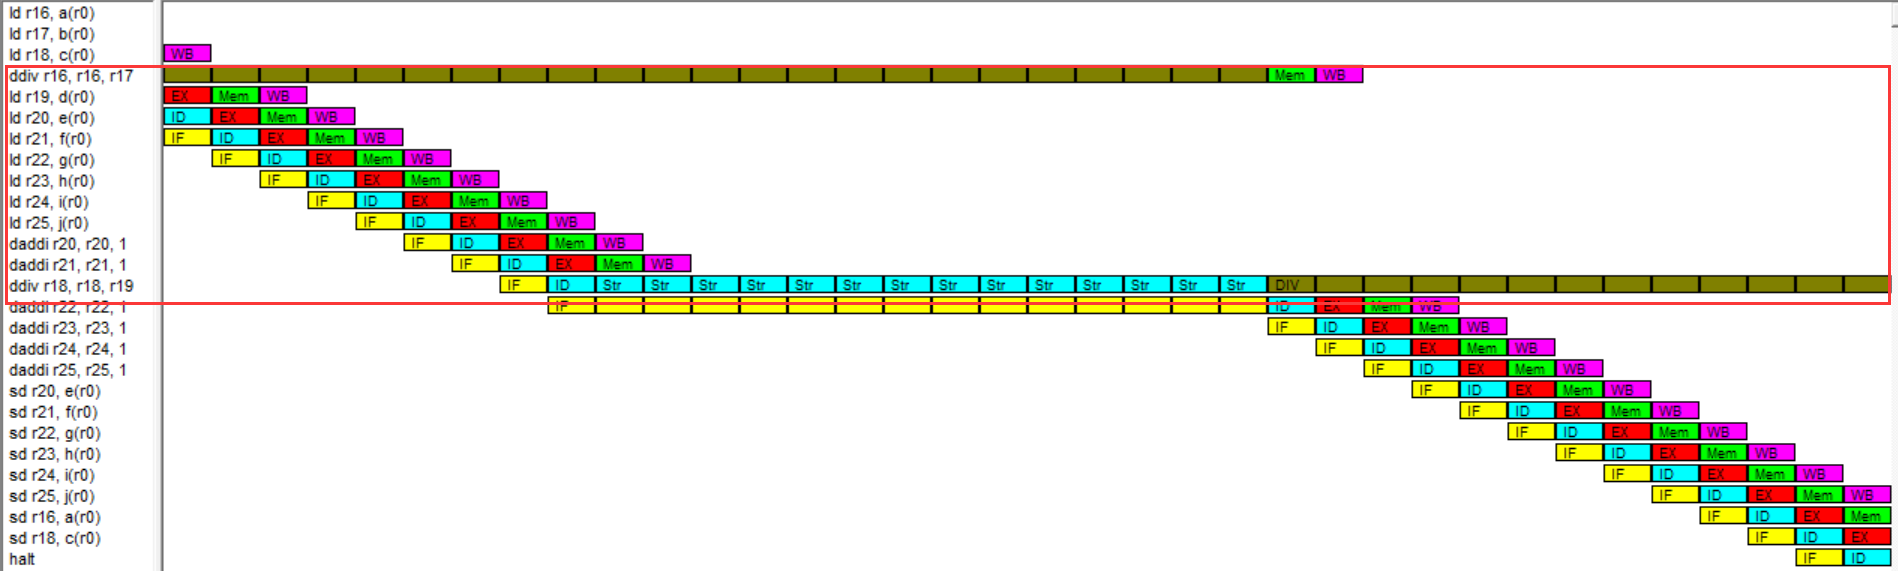 ld r16, a(r0)
ld r17, b(r0)
ld r18, c(r0) WB
ddiv r16, r16, r17 Mem WB
ld r19, d(r0) EX Mem WB
ld r20, e(r0) ID EX Mem WB
ld r21, f(r0) IF ID EX Mem WB
ld r22, g(r0) IF ID EX Mem WB
ld r23, h(r0) IF ID EX Mem WB
ld r24, i(r0) IF ID EX Mem WB
ld r25, j(r0) IF ID EX Mem WB
daddi r20, r20, 1 IF ID EX Mem WB
daddi r21, r21, 1 IF ID EX Mem WB
ddiv r18, r18, r19 IF ID Str Str Str Str Str Str Str Str Str Str Str Str Str Str DIV
daddi r22, r22, 1 IF ID EX Mem WB
daddi r23, r23, 1 IF ID EX Mem WB
daddi r24, r24, 1 IF ID EX Mem WB
daddi r25, r25, 1 IF ID EX Mem WB
sd r20, e(r0) IF ID EX Mem WB
sd r21, f(r0) IF ID EX Mem WB
sd r22, g(r0) IF ID EX Mem WB
sd r23, h(r0) IF ID EX Mem WB
sd r24, i(r0) IF ID EX Mem WB
sd r25, j(r0) IF ID EX Mem WB
sd r16, a(r0) IF ID EX Mem
sd r18, c(r0) IF ID EX
halt IF ID